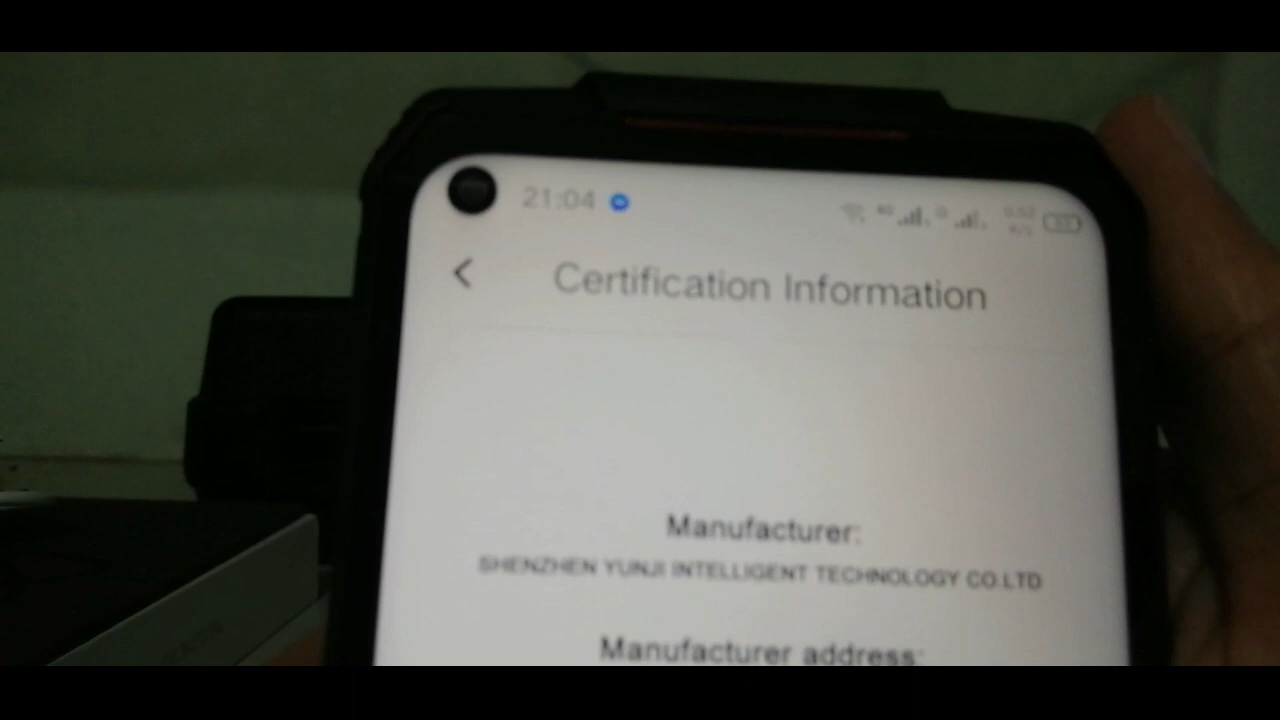 21:04
Certification Information
Manufacturer:
SHENZHEN YUNJI INTELLIGENT TECHNOLOGY CO.LTD
Manufacturer address: